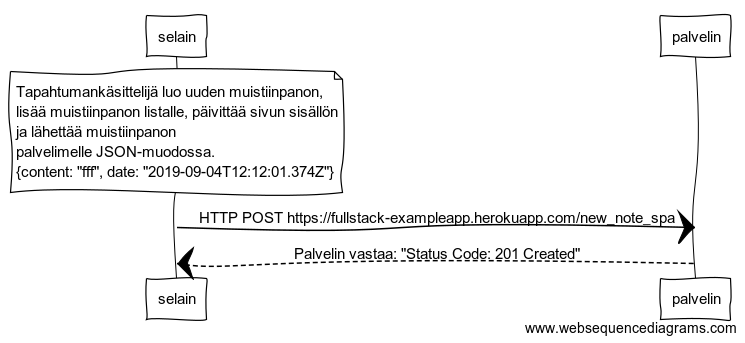 selain
palvelin
Tapahtumankäsittelijä luo uuden muistiinpanon,
lisää muistiinpanon listalle, päivittää sivun sisällön
ja lähettää muistiinpanon
palvelimelle JSON-muodossa.
{content: "fff", date: "2019-09-04T12:12:01.374Z"}
HTTP POST https://fullstack-exampleapp.herokuapp.com/new_note_spa
Palvelin vastaa: "Status Code: 201 Created"
selain
palvelin
www.websequencediagrams.com